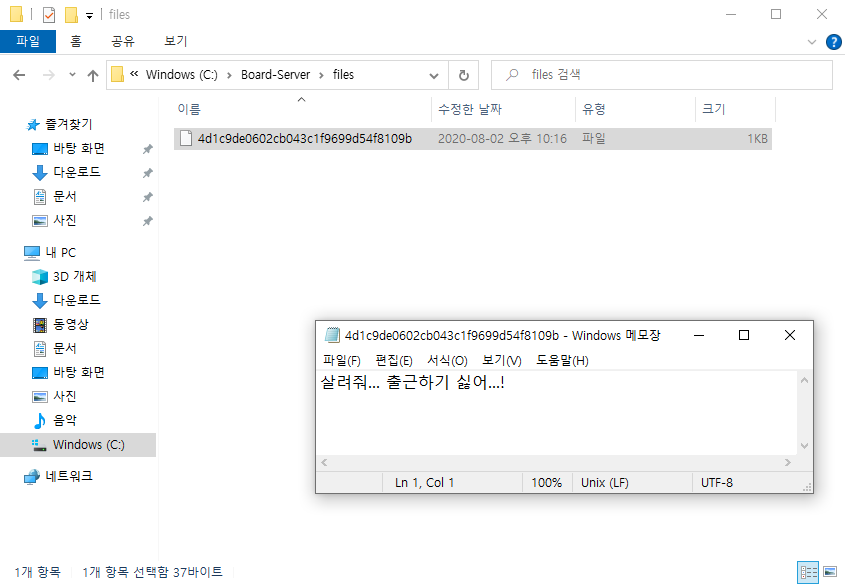 files
파일 홈 공유 보기
« Windows (C:) › Board-Server › files
files 검색
이름 수정한 날짜 유형 크기
4d1c9de0602cb043c1f9699d54f8109b 2020-08-02 오후 10:16 파일 1KB
즐겨찾기
바탕 화면
다운로드
문서
사진
내 PC
3D 개체
다운로드
동영상
문서
바탕 화면
사진
음악
Windows (C:)
네트워크
4d1c9de0602cb043c1f9699d54f8109b - Windows 메모장
파일(F) 편집(E) 서식(O) 보기(V) 도움말(H)
살려줘... 출근하기 싫어...!
Ln 1, Col 1 100% Unix (LF) UTF-8
1개 항목 1개 항목 선택함 37바이트